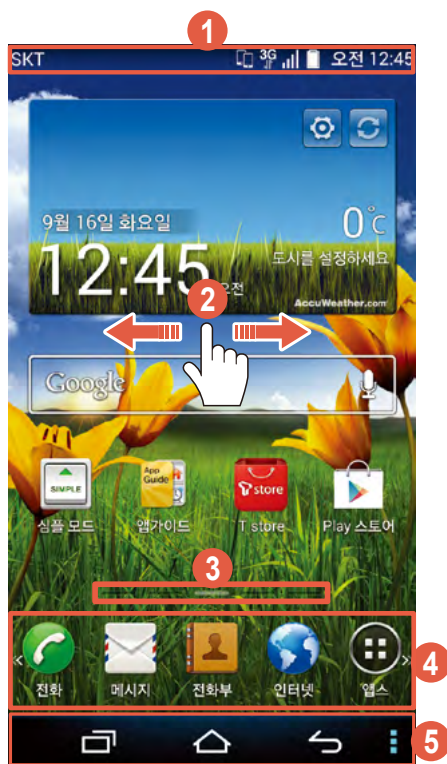 1
SKT 3G 오전 12:45
9월 16일 화요일
0°c
12:45 오전
도시를 설정하세요
AccuWeather.com
2
Google
SIMPLE
App Guide
T store
심플 모드 앱가이드 T store Play 스토어
3
4
전화 메시지 전화부 인터넷 앱스
5